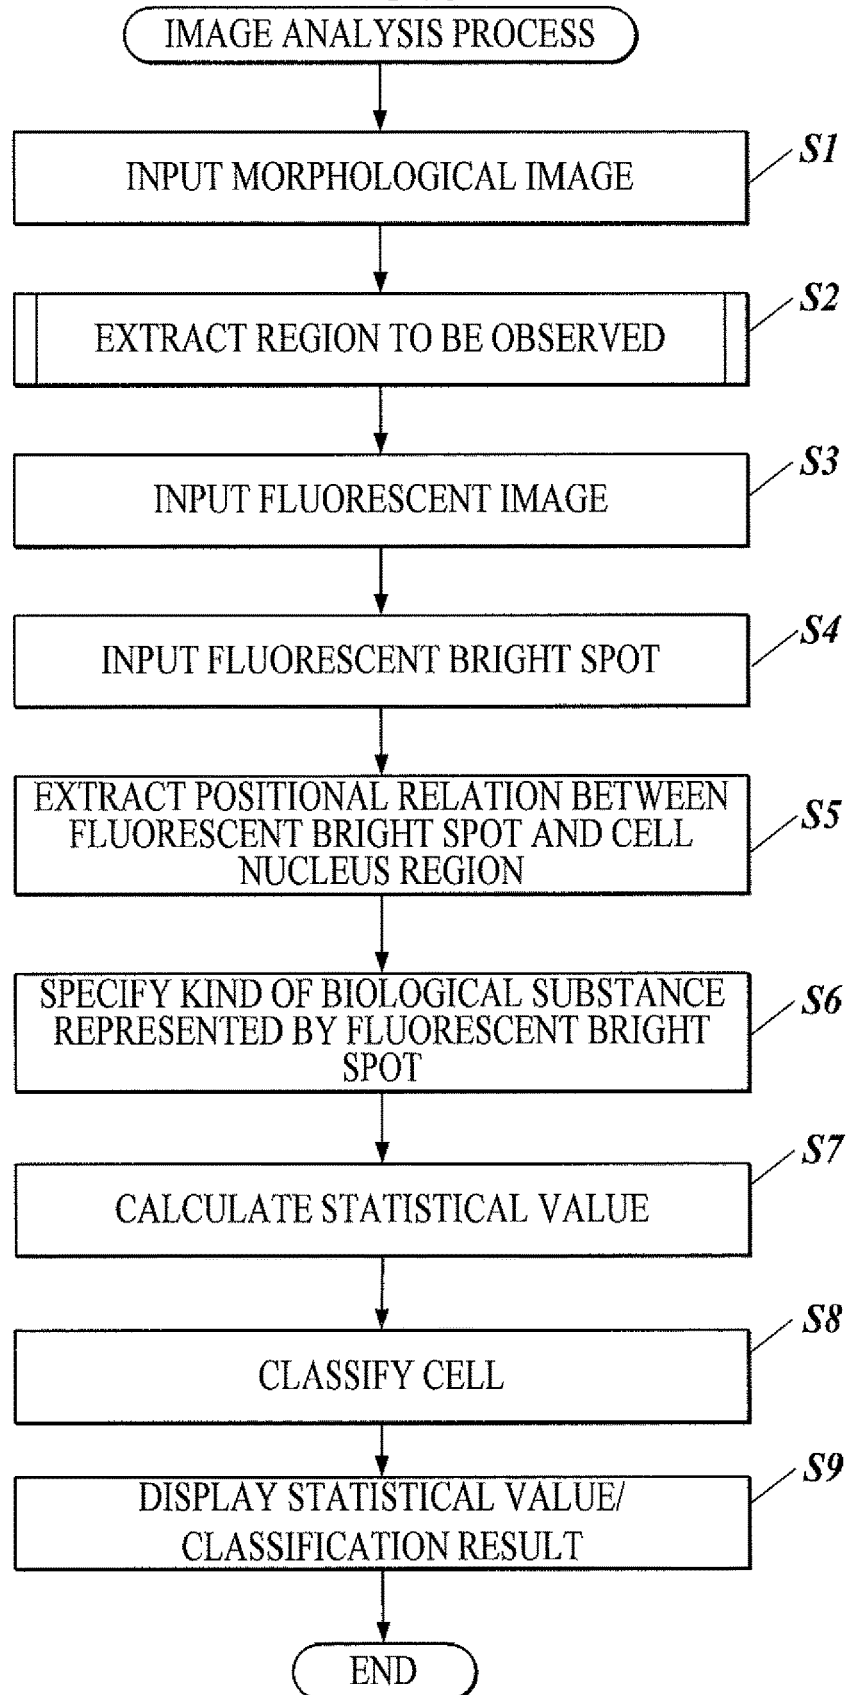 IMAGE ANALYSIS PROCESS
INPUT MORPHOLOGICAL IMAGE
S1
EXTRACT REGION TO BE OBSERVED
S2
INPUT FLUORESCENT IMAGE
S3
INPUT FLUORESCENT BRIGHT SPOT
S4
EXTRACT POSITIONAL RELATION BETWEEN
FLUORESCENT BRIGHT SPOT AND CELL
NUCLEUS REGION
S5
SPECIFY KIND OF BIOLOGICAL SUBSTANCE
REPRESENTED BY FLUORESCENT BRIGHT
SPOT
S6
CALCULATE STATISTICAL VALUE
S7
CLASSIFY CELL
S8
DISPLAY STATISTICAL VALUE/
CLASSIFICATION RESULT
S9
END